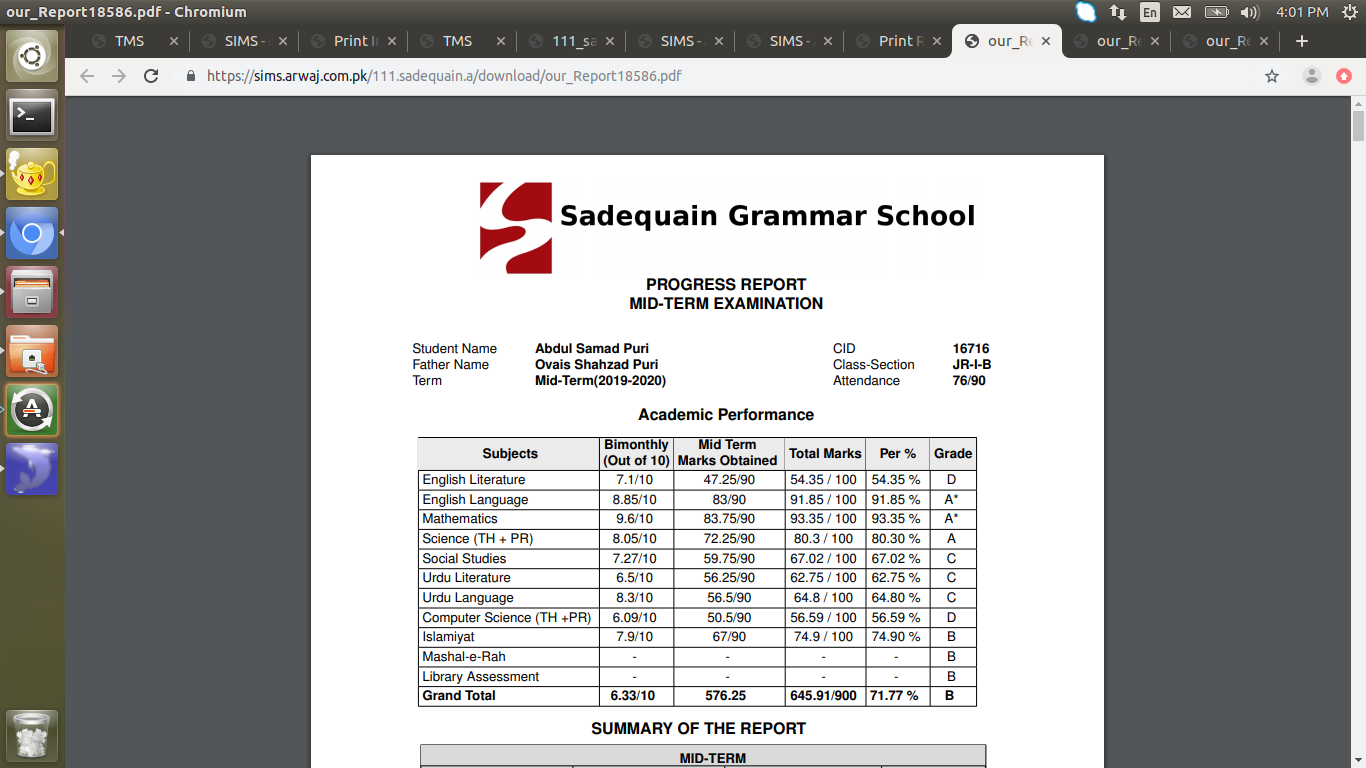 our_Report18586.pdf - Chromium En 4:01 PM
TMS SIMS - Print I TMS 111_sa SIMS - SIMS - Print R our_Re our_Re our_Re
https://sims.arwaj.com.pk/111.sadequain.a/download/our_Report18586.pdf
Sadequain Grammar School
PROGRESS REPORT
MID-TERM EXAMINATION
Student Name Abdul Samad Puri CID 16716
Father Name Ovais Shahzad Puri Class-Section JR-I-B
Term Mid-Term(2019-2020) Attendance 76/90
Academic Performance
Subjects Bimonthly (Out of 10) Mid Term Marks Obtained Total Marks Per % Grade
English Literature 7.1/10 47.25/90 54.35 / 100 54.35 % D
English Language 8.85/10 83/90 91.85 / 100 91.85 % A*
Mathematics 9.6/10 83.75/90 93.35 / 100 93.35 % A*
Science (TH + PR) 8.05/10 72.25/90 80.3 / 100 80.30 % A
Social Studies 7.27/10 59.75/90 67.02 / 100 67.02 % C
Urdu Literature 6.5/10 56.25/90 62.75 / 100 62.75 % C
Urdu Language 8.3/10 56.5/90 64.8 / 100 64.80 % C
Computer Science (TH +PR) 6.09/10 50.5/90 56.59 / 100 56.59 % D
Islamiyat 7.9/10 67/90 74.9 / 100 74.90 % B
Mashal-e-Rah - - - - B
Library Assessment - - - - B
Grand Total 6.33/10 576.25 645.91/900 71.77 % B
SUMMARY OF THE REPORT
MID-TERM